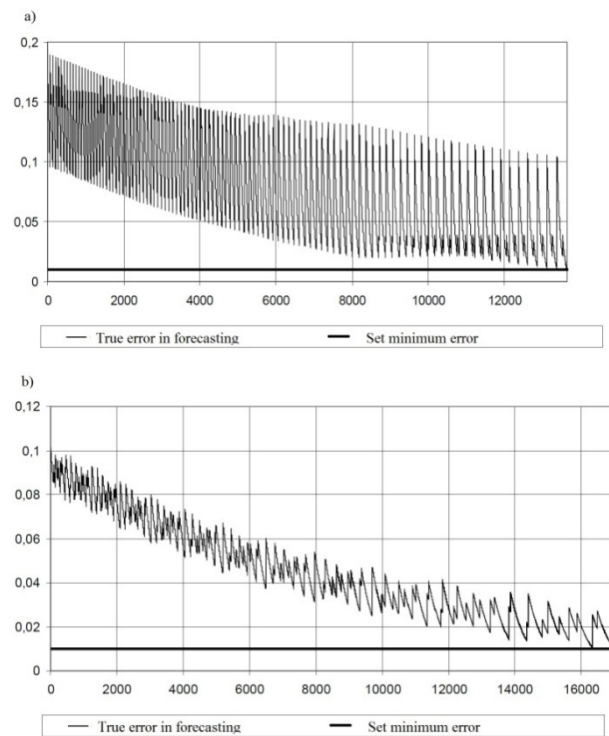 a)
0,2
0,15
0,1
0,05
0
0 2000 4000 6000 8000 10000 12000
True error in forecasting Set minimum error
b)
0,12
0,1
0,08
0,06
0,04
0,02
0
0 2000 4000 6000 8000 10000 12000 14000 16000
True error in forecasting Set minimum error